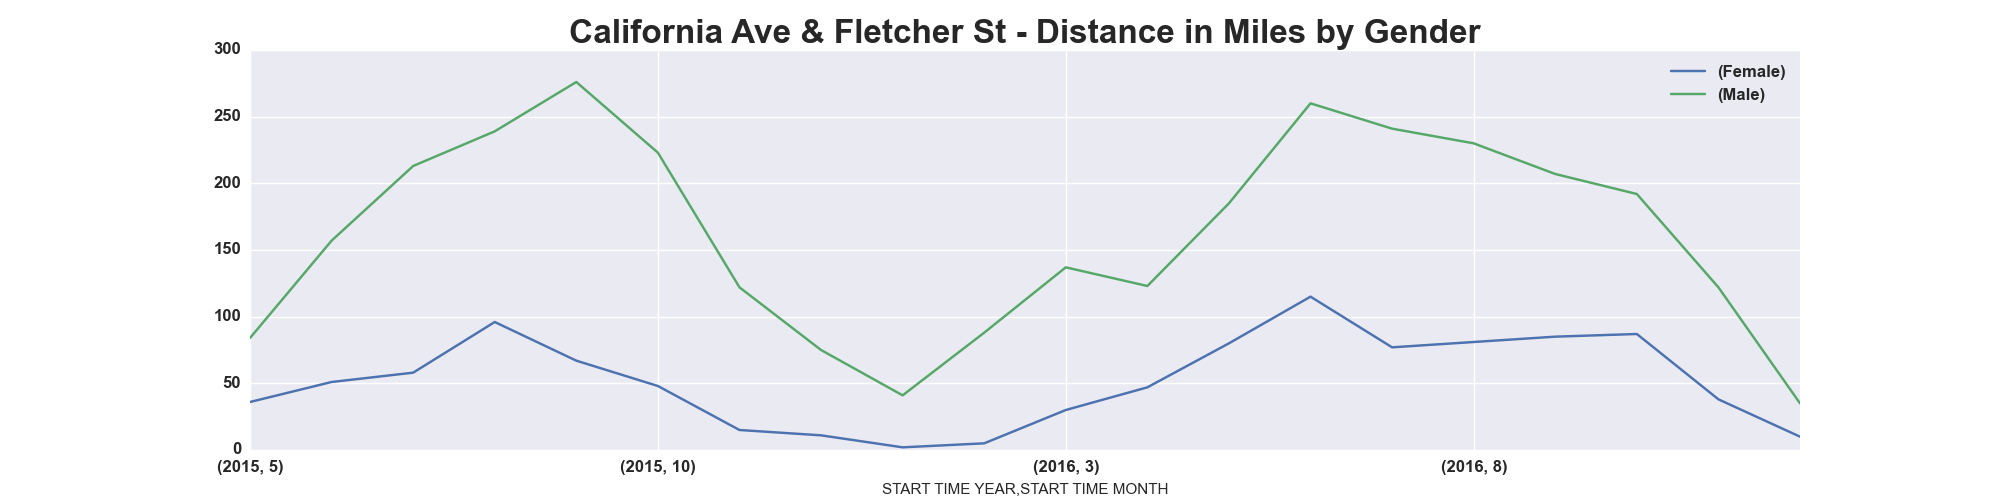 California Ave & Fletcher St - Distance in Miles by Gender
300
250
200
150
100
50
0
(Female)
(Male)
(2015, 5) (2015, 10) (2016, 3) (2016, 8)
START TIME YEAR,START TIME MONTH